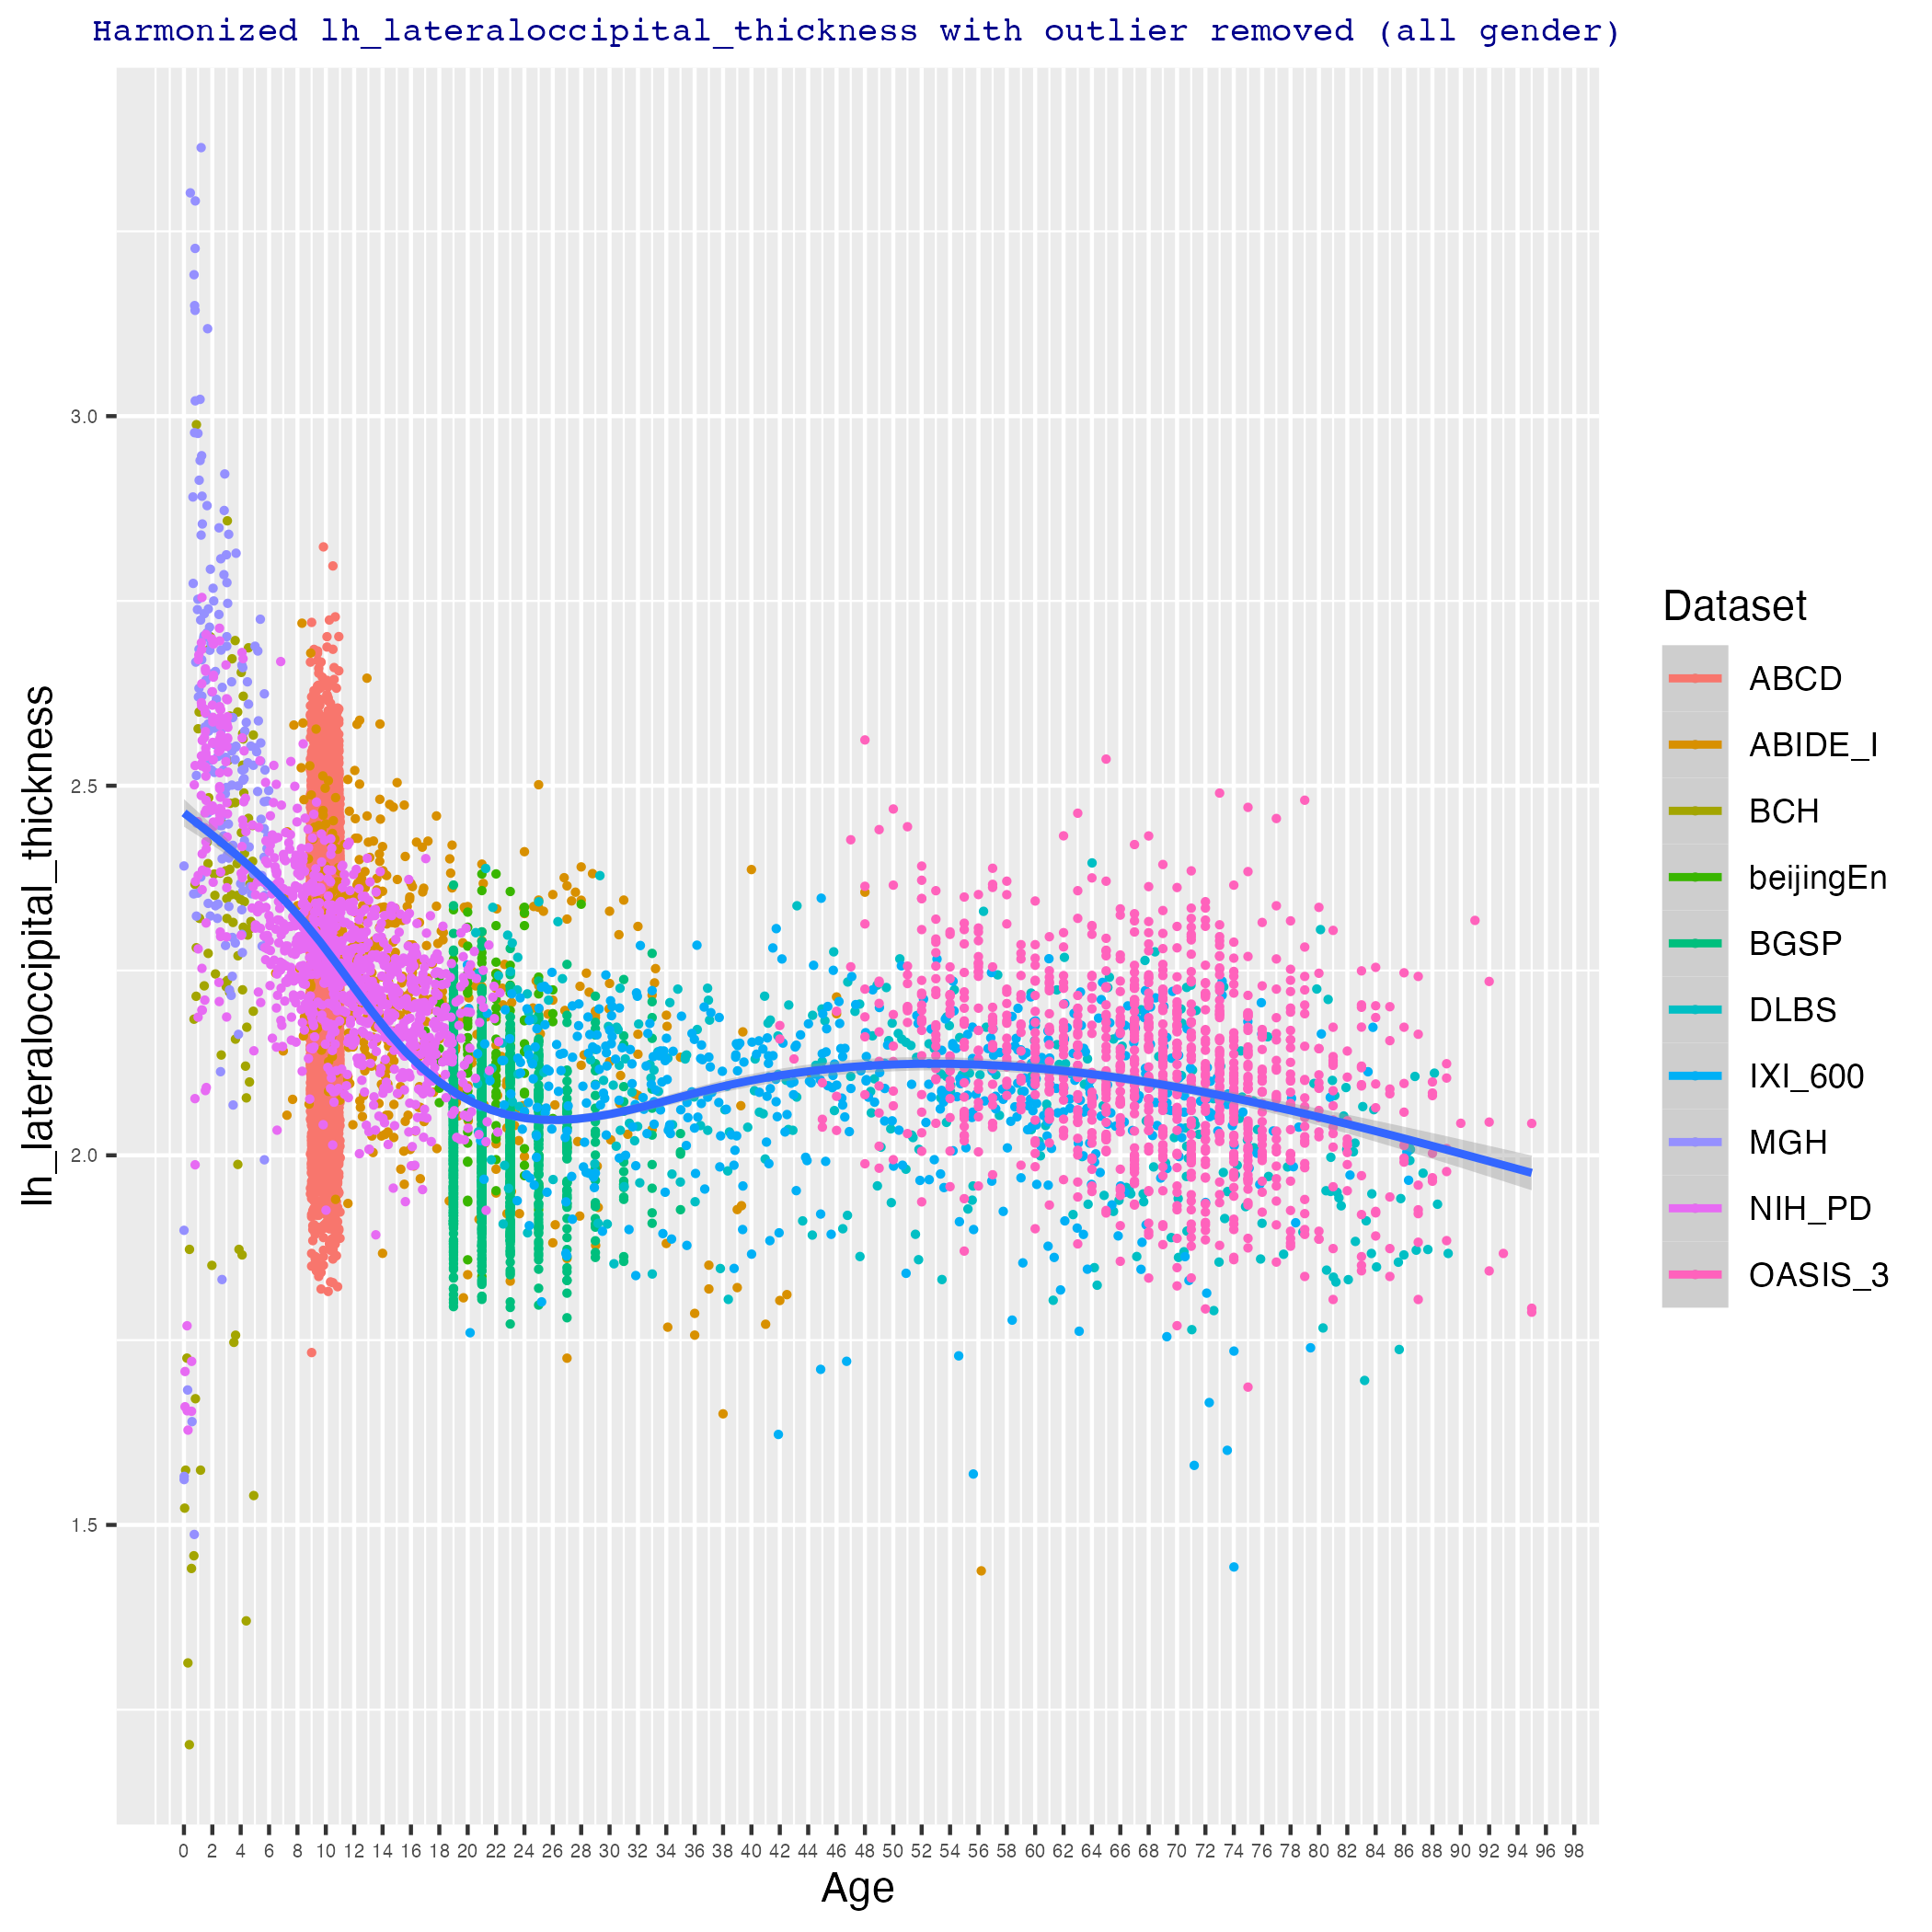 Harmonized lh_lateraloccipital_thickness with outlier removed (all gender)
lh_lateraloccipital_thickness
3.0
2.5
2.0
1.5
0 2 4 6 8 10 12 14 16 18 20 22 24 26 28 30 32 34 36 38 40 42 44 46 48 50 52 54 56 58 60 62 64 66 68 70 72 74 76 78 80 82 84 86 88 90 92 94 96 98
Age
Dataset
ABCD
ABIDE_I
BCH
beijingEn
BGSP
DLBS
IXI_600
MGH
NIH_PD
OASIS_3